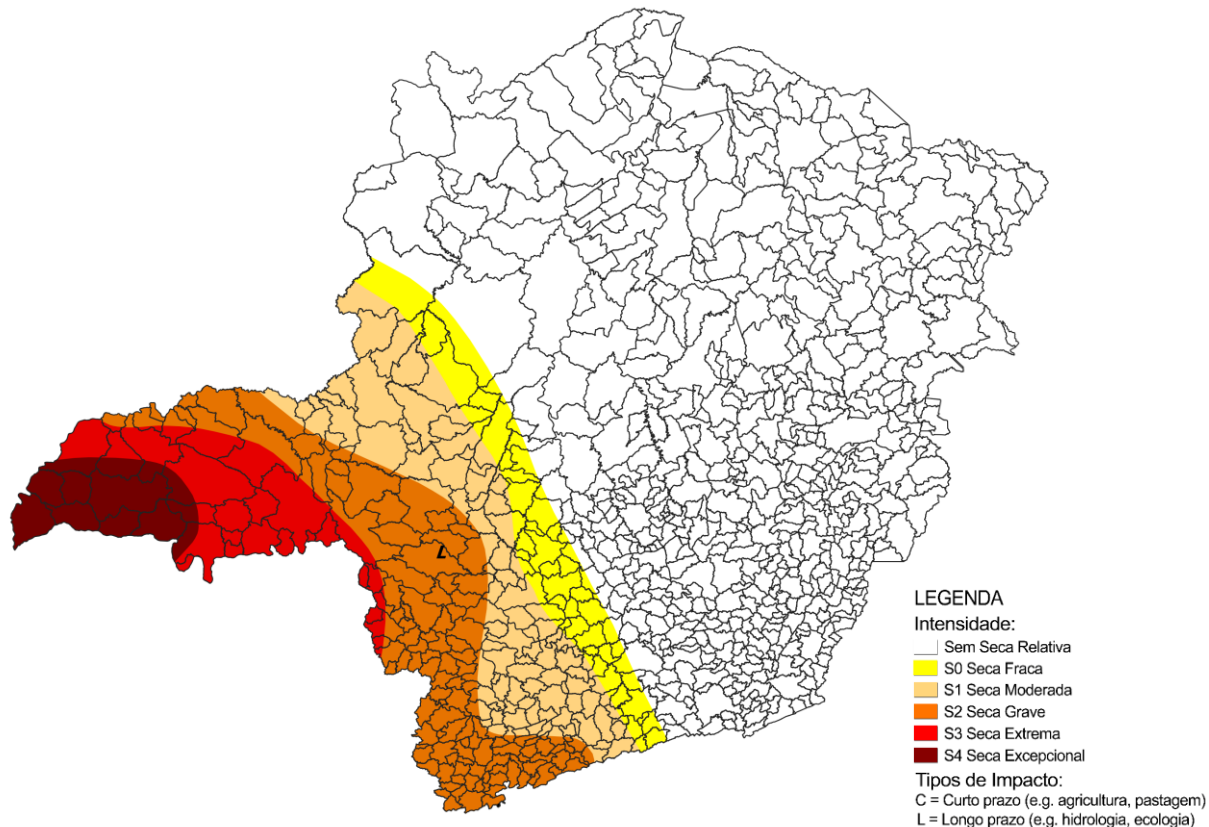 L
LEGENDA
Intensidade:
Sem Seca Relativa
S0 Seca Fraca
S1 Seca Moderada
S2 Seca Grave
S3 Seca Extrema
S4 Seca Excepcional
Tipos de Impacto:
C = Curto prazo (e.g. agricultura, pastagem)
L = Longo prazo (e.g. hidrologia, ecologia)